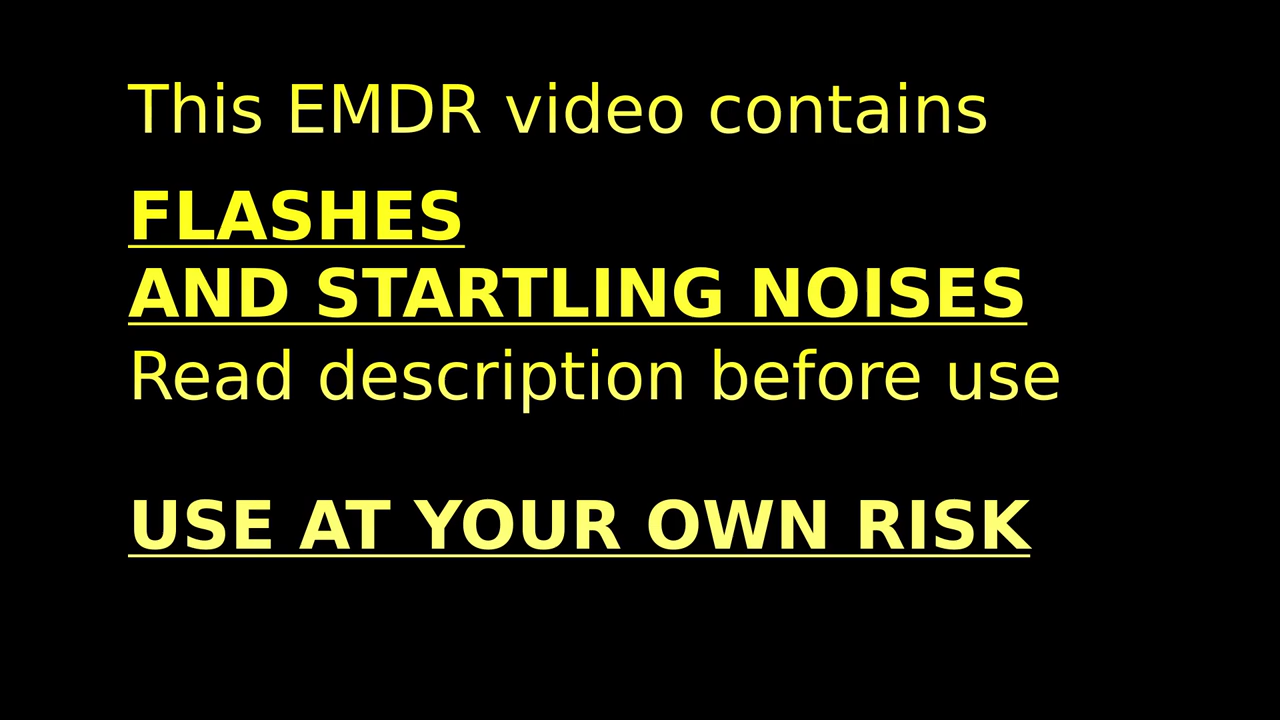 This EMDR video contains
FLASHES
AND STARTLING NOISES
Read description before use
USE AT YOUR OWN RISK